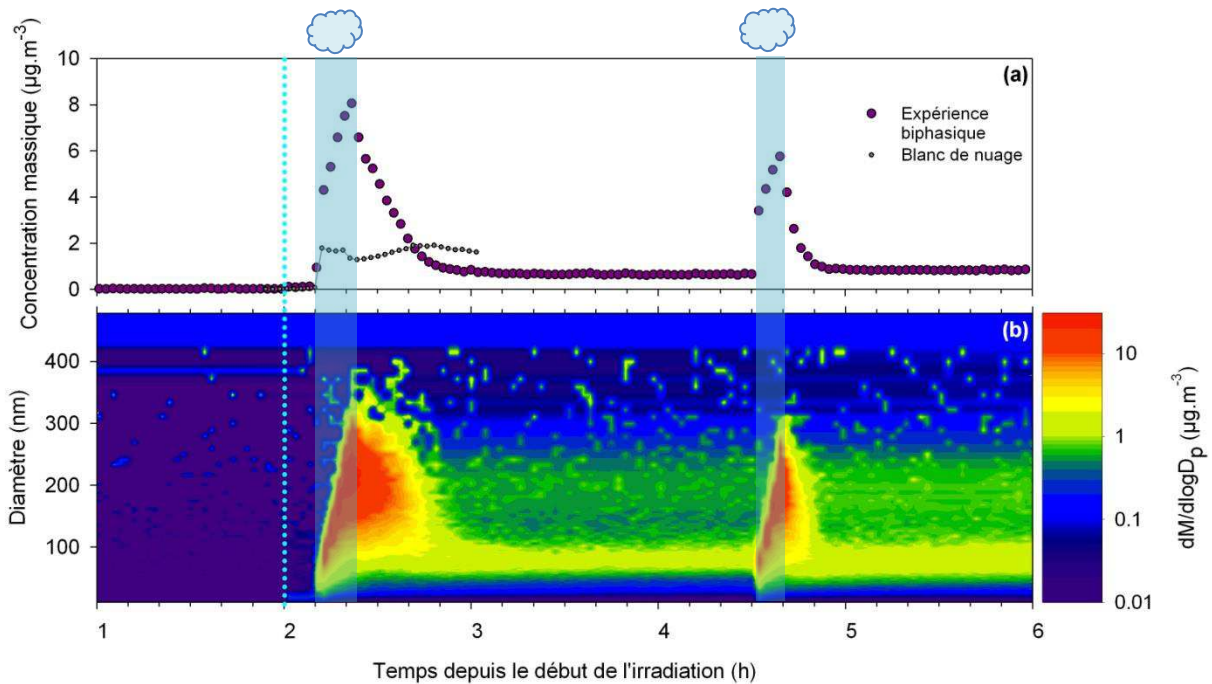 10
8
6
4
2
0
Concentration massique (µg.m-3)
(a)
Expérience
biphasique
Blanc de nuage
(b)
400
300
200
100
Diamètre (nm)
10
1
0.1
0.01
dM/dlogDp (µg.m-3)
1
2
3
4
5
6
Temps depuis le début de l'irradiation (h)